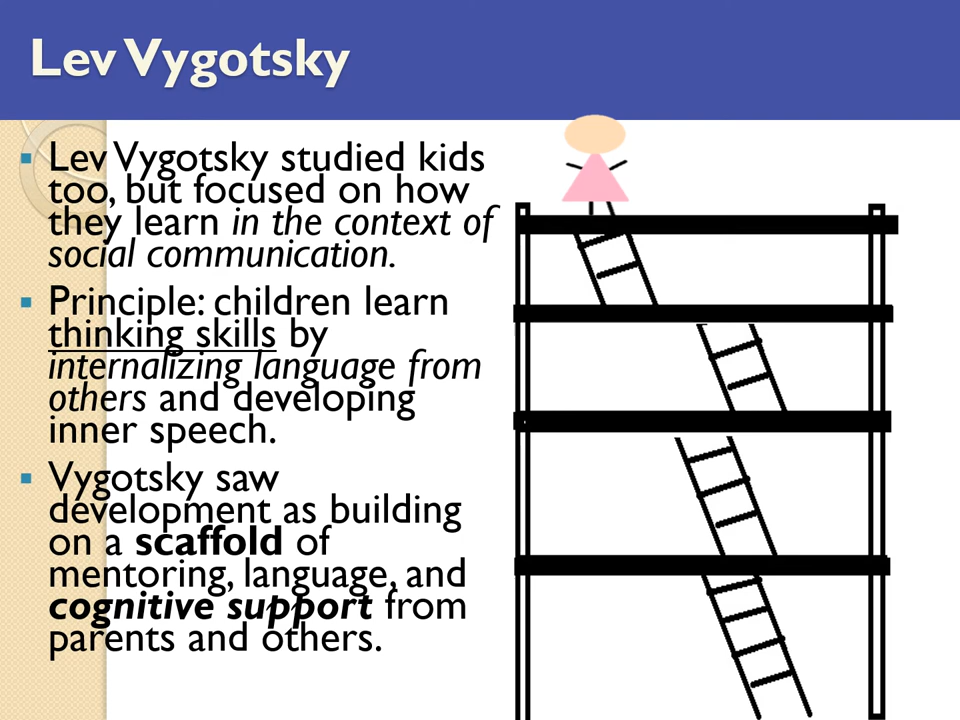 Lev Vygotsky
▪ Lev Vygotsky studied kids
too, but focused on how
they learn in the context of
social communication.
▪ Principle: children learn
thinking skills by
internalizing language from
others and developing
inner speech.
▪ Vygotsky saw
development as building
on a scaffold of
mentoring, language, and
cognitive support from
parents and others.